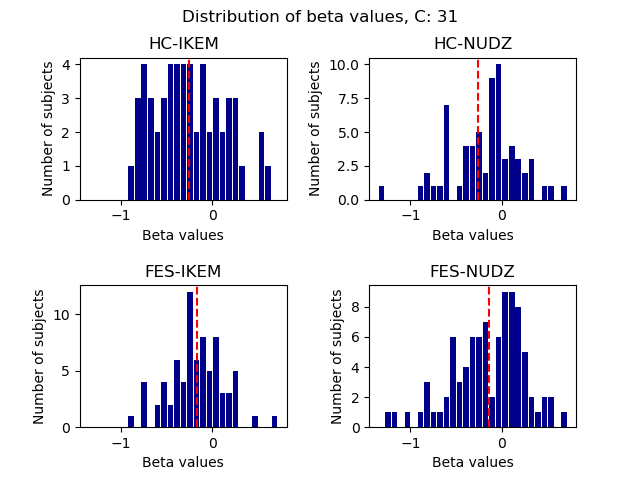 Distribution of beta values, C: 31
HC-IKEM
Number of subjects
4
3
2
1
0
−1
0
Beta values
HC-NUDZ
Number of subjects
10.0
7.5
5.0
2.5
0.0
−1
0
Beta values
FES-IKEM
Number of subjects
10
5
0
−1
0
Beta values
FES-NUDZ
Number of subjects
8
6
4
2
0
−1
0
Beta values